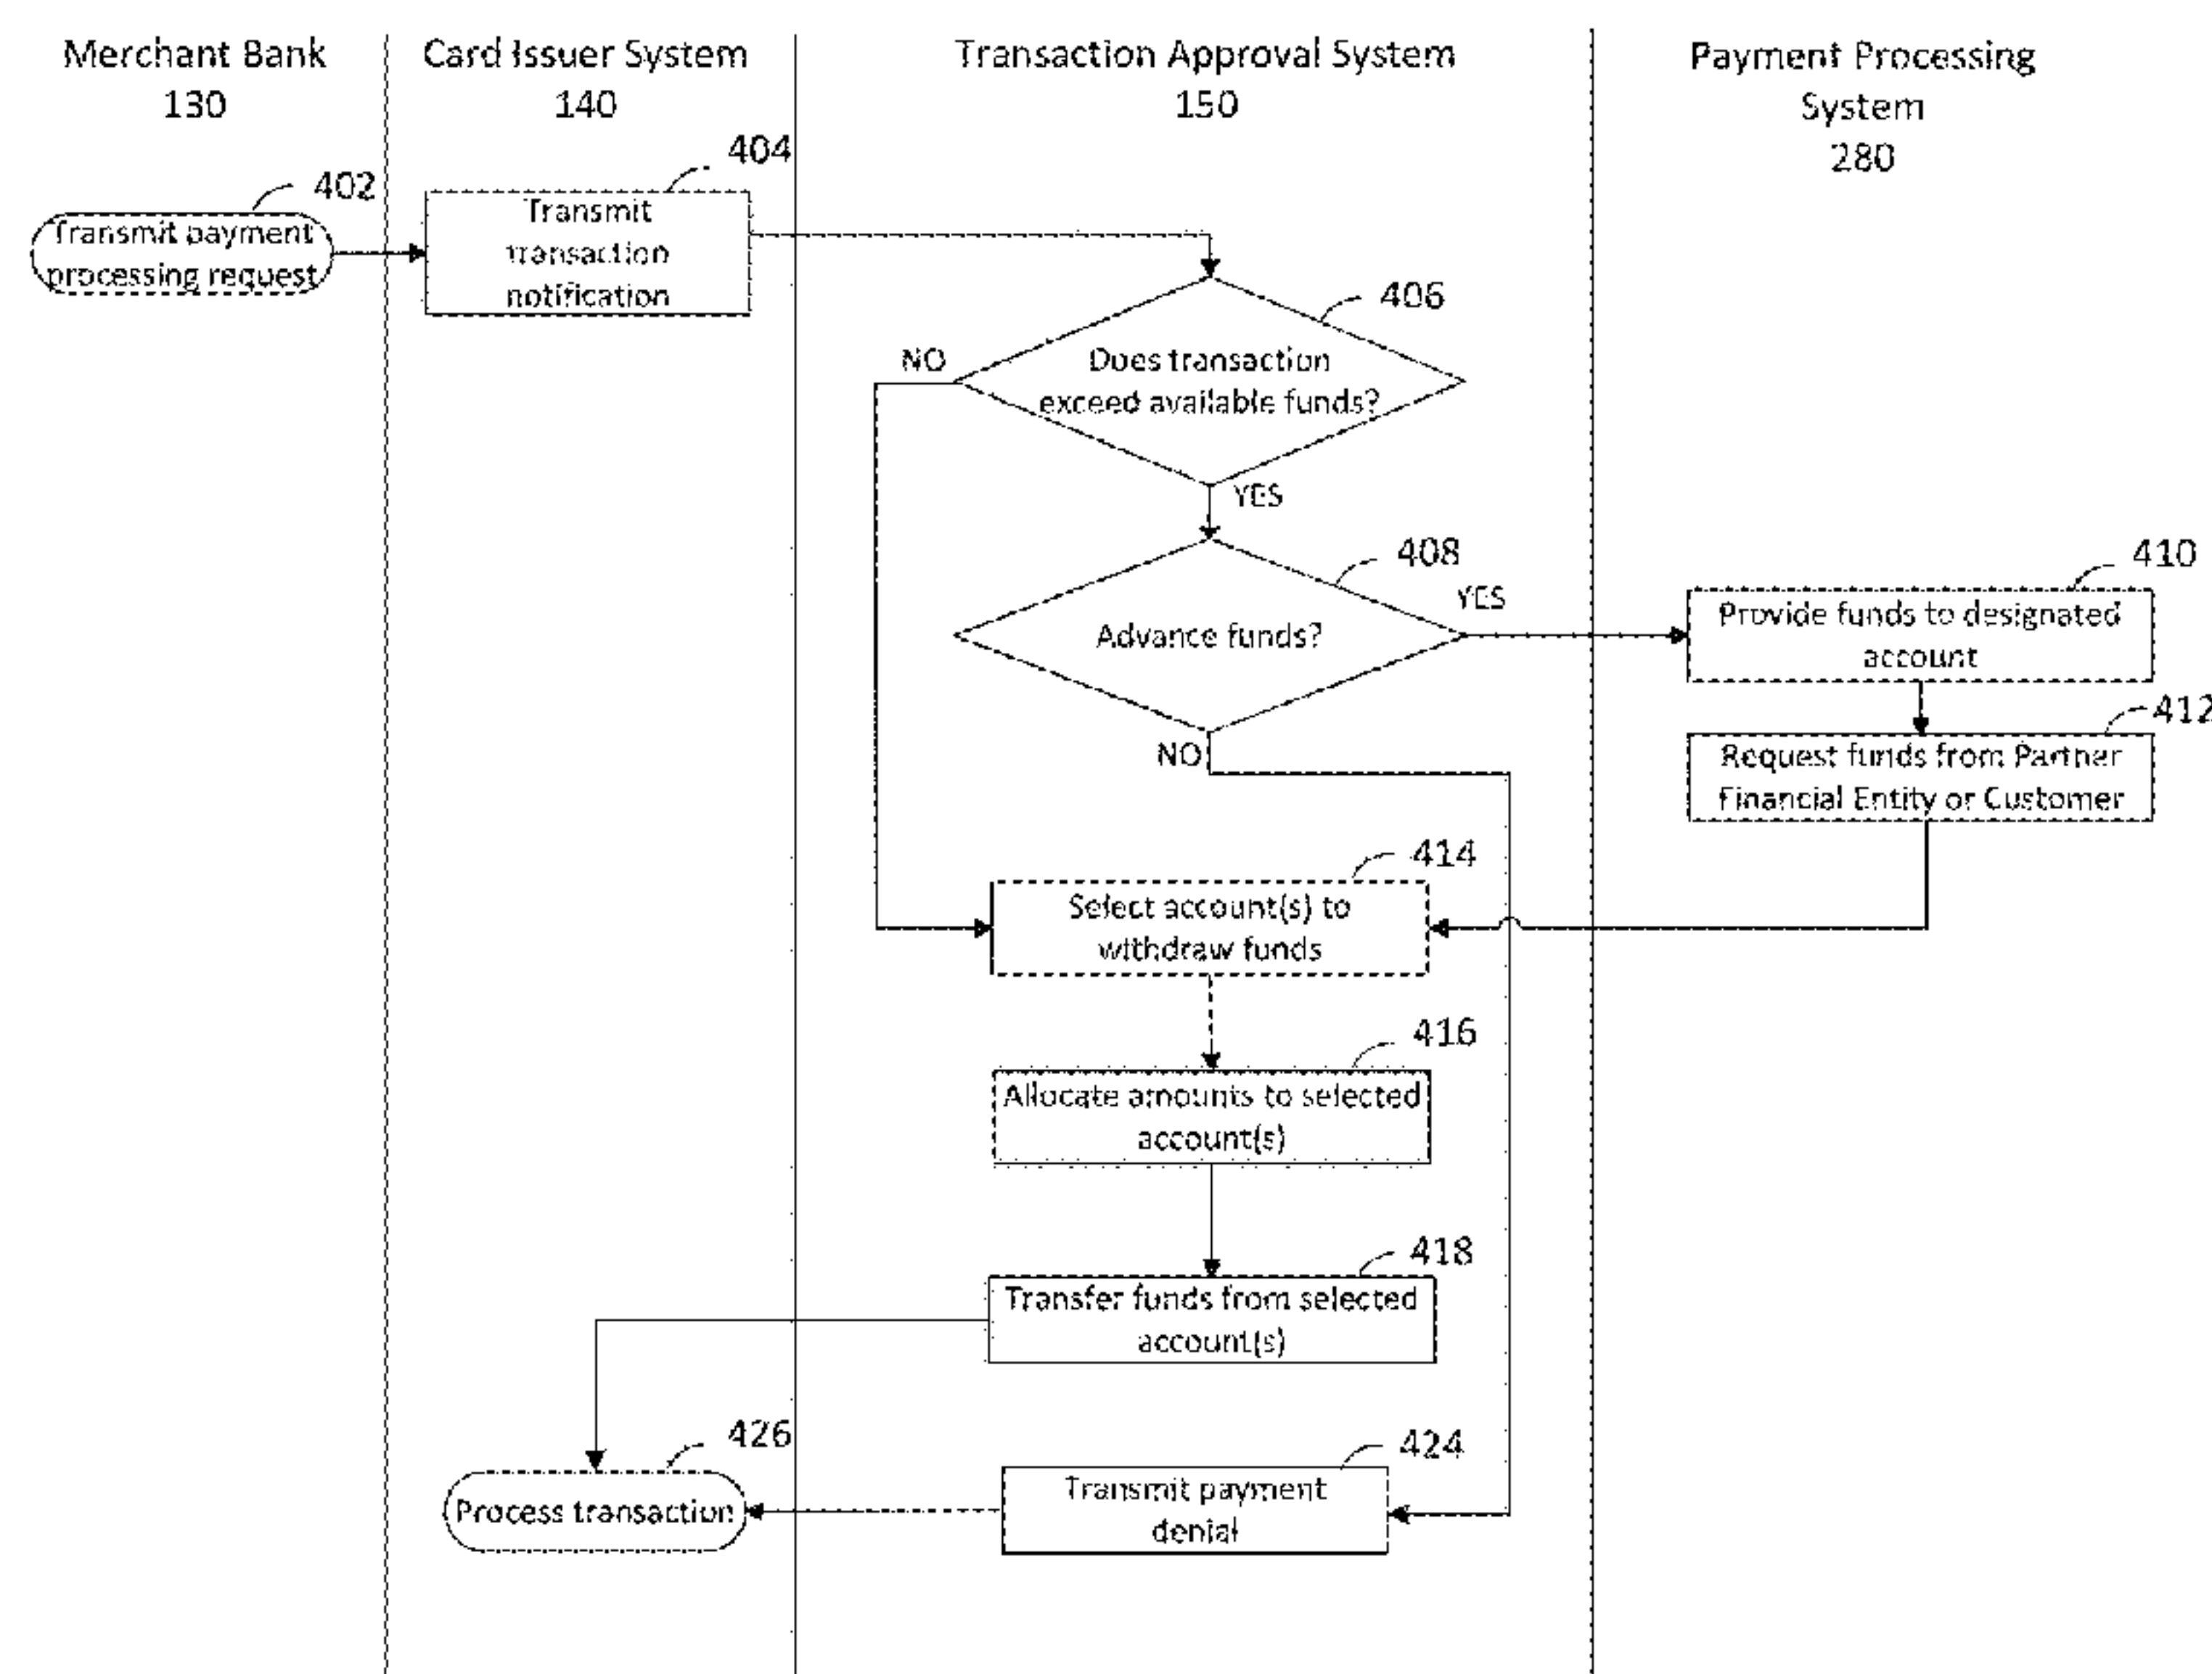 Merchant Bank
130
Card Issuer System
140
Transaction Approval System
150
Payment Processing
System
280
402
Transmit payment
processing request
404
Transmit
transaction
notification
406
Does transaction
exceed available funds?
NO
YES
408
Advance funds?
YES
NO
410
Provide funds to designated
account
412
Request funds from Partner
Financial Entity or Customer
414
Select account(s) to
withdraw funds
416
Allocate amounts to selected
account(s)
418
Transfer funds from selected
account(s)
426
Process transaction
424
Transmit payment
denial